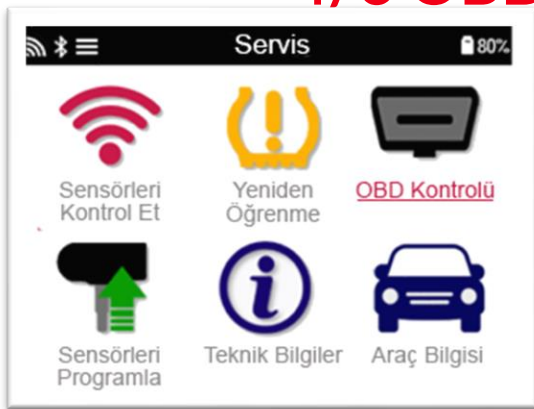 Servis
80%
Sensörleri
Kontrol Et
Yeniden
Öğrenme
OBD Kontrolü
Sensörleri
Programla
Teknik Bilgiler
Araç Bilgisi